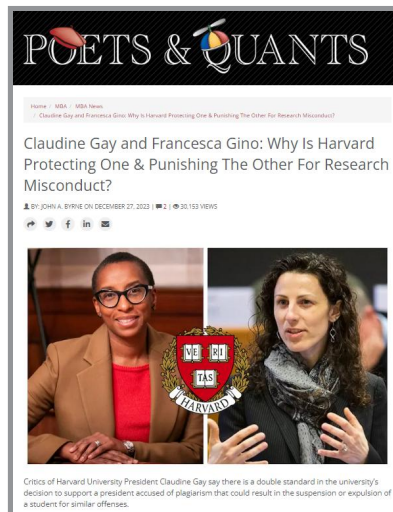 POETS & QUANTS
Home / MBA / MBA News
/ Claudine Gay and Francesca Gino: Why Is Harvard Protecting One & Punishing The Other For Research Misconduct?
Claudine Gay and Francesca Gino: Why Is Harvard
Protecting One & Punishing The Other For Research
Misconduct?
BY: JOHN A. BYRNE ON DECEMBER 27, 2023 | 2 | 30,153 VIEWS
VE RI
TAS
HARVARD
Critics of Harvard University President Claudine Gay say there is a double standard in the university's
decision to support a president accused of plagiarism that could result in the suspension or expulsion of
a student for similar offenses.